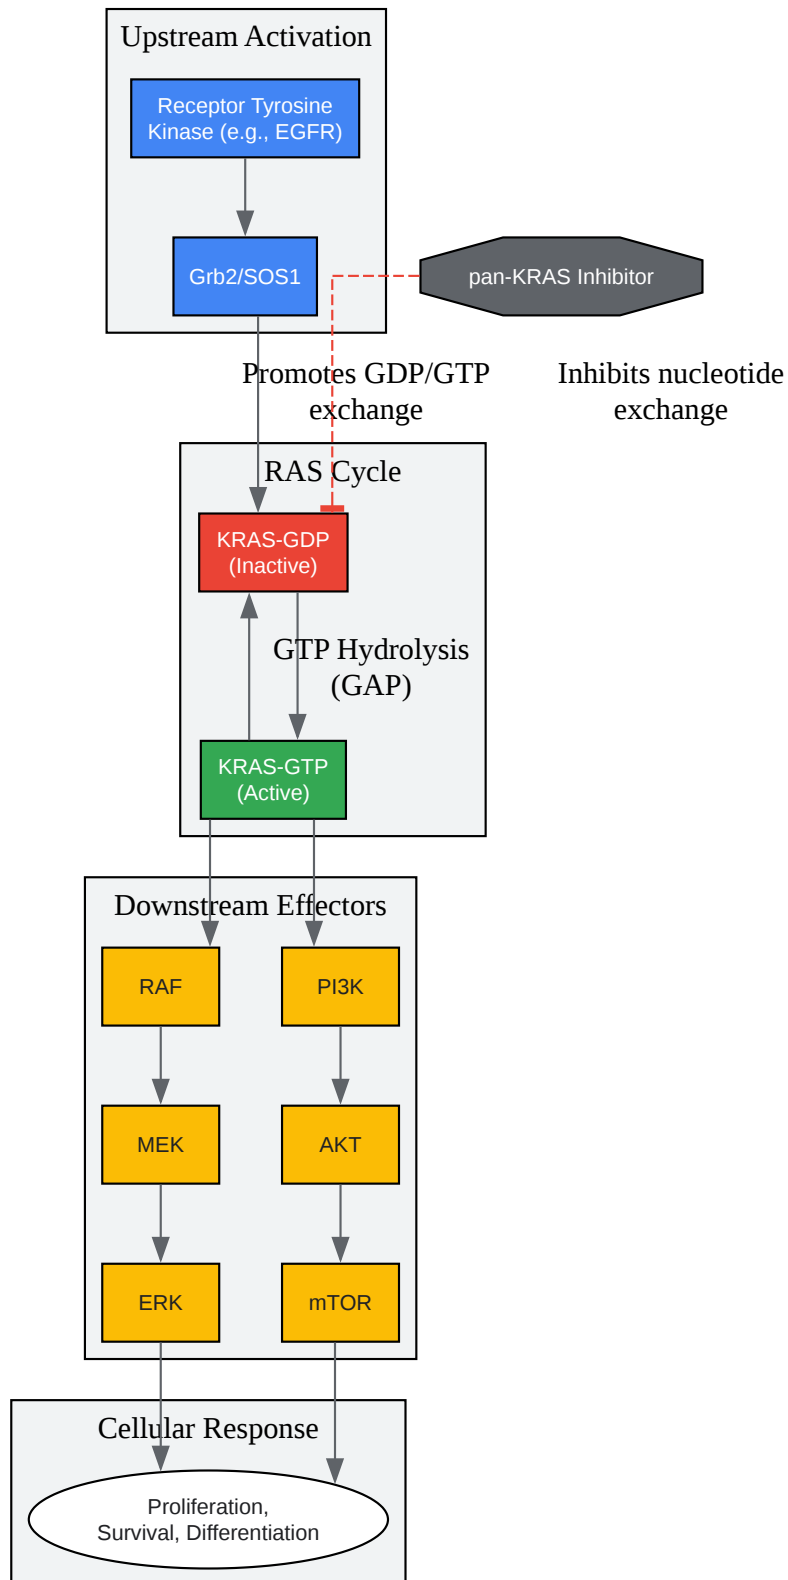 Upstream Activation
Receptor Tyrosine
Kinase (e.g., EGFR)
Grb2/SOS1
pan-KRAS Inhibitor
Promotes GDP/GTP
exchange
Inhibits nucleotide
exchange
RAS Cycle
KRAS-GDP
(Inactive)
GTP Hydrolysis
(GAP)
KRAS-GTP
(Active)
Downstream Effectors
RAF
PI3K
MEK
AKT
ERK
mTOR
Cellular Response
Proliferation,
Survival, Differentiation